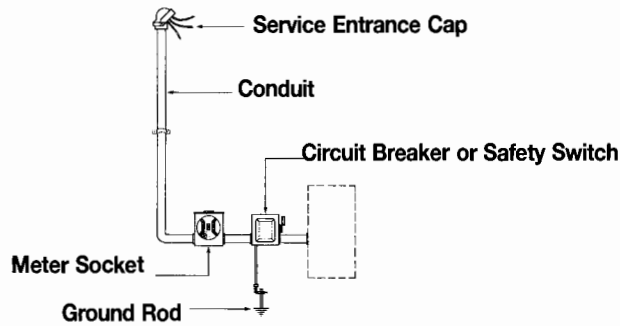 Service Entrance Cap
Conduit
Circuit Breaker or Safety Switch
Meter Socket
Ground Rod